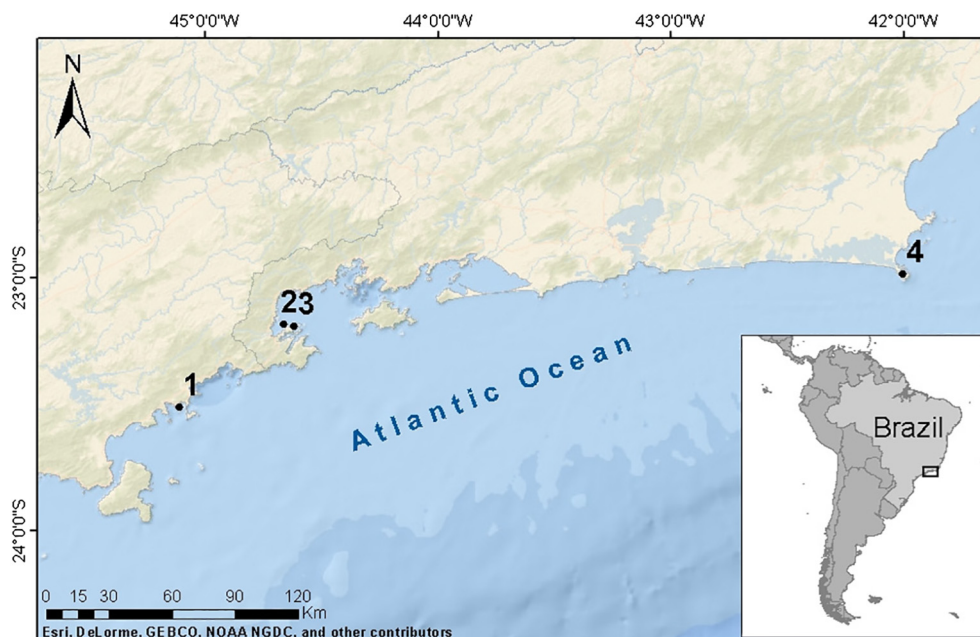 45°0'0"W 44°0'0"W 43°0'0"W 42°0'0"W
N
23°0'0"S
24°0'0"S
4
23
1
Atlantic Ocean
Brazil
0 15 30 60 90 120
Km
Esri, DeLorme, GEBCO, NOAA NGDC, and other contributors